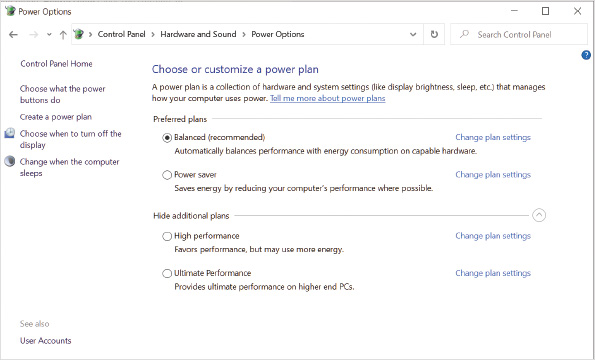 Power Options
Control Panel
Hardware and Sound
Power Options
Search Control Panel
?
Control Panel Home
Choose what the power
buttons do
Create a power plan
Choose when to turn off the
display
Change when the computer
sleeps
See also
User Accounts
Choose or customize a power plan
A power plan is a collection of hardware and system settings (like display brightness, sleep, etc.) that manages
how your computer uses power. Tell me more about power plans
Preferred plans
Balanced (recommended) Change plan settings
Automatically balances performance with energy consumption on capable hardware.
Power saver Change plan settings
Saves energy by reducing your computer's performance where possible.
Hide additional plans
High performance Change plan settings
Favors performance, but may use more energy.
Ultimate Performance Change plan settings
Provides ultimate performance on higher end PCs.